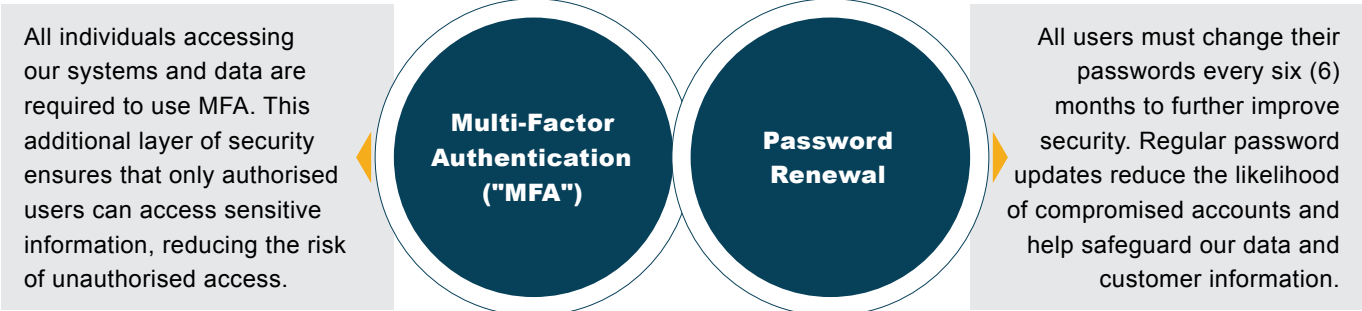 All individuals accessing
our systems and data are
required to use MFA. This
additional layer of security
ensures that only authorised
users can access sensitive
information, reducing the risk
of unauthorised access.
Multi-Factor
Authentication
("MFA")
Password
Renewal
All users must change their
passwords every six (6)
months to further improve
security. Regular password
updates reduce the likelihood
of compromised accounts and
help safeguard our data and
customer information.